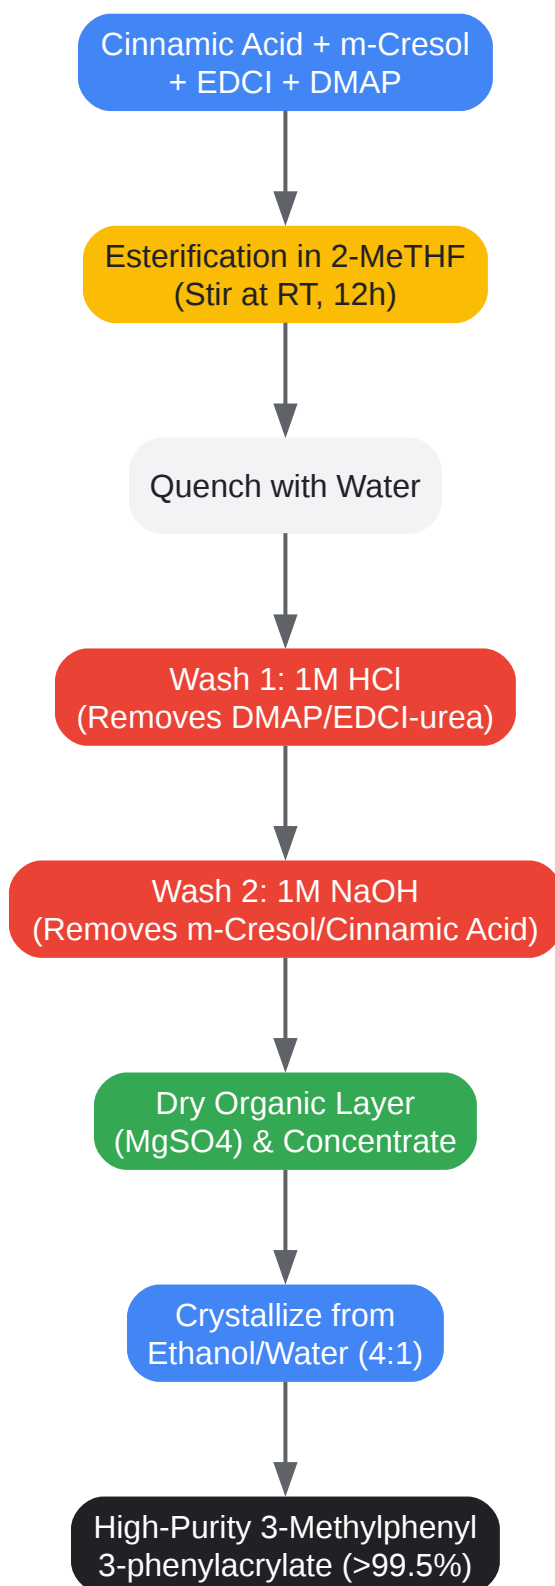 Cinnamic Acid + m-Cresol
+ EDCI + DMAP
Esterification in 2-MeTHF
(Stir at RT, 12h)
Quench with Water
Wash 1: 1M HCl
(Removes DMAP/EDCI-urea)
Wash 2: 1M NaOH
(Removes m-Cresol/Cinnamic Acid)
Dry Organic Layer
(MgSO4) & Concentrate
Crystallize from
Ethanol/Water (4:1)
High-Purity 3-Methylphenyl
3-phenylacrylate (>99.5%)